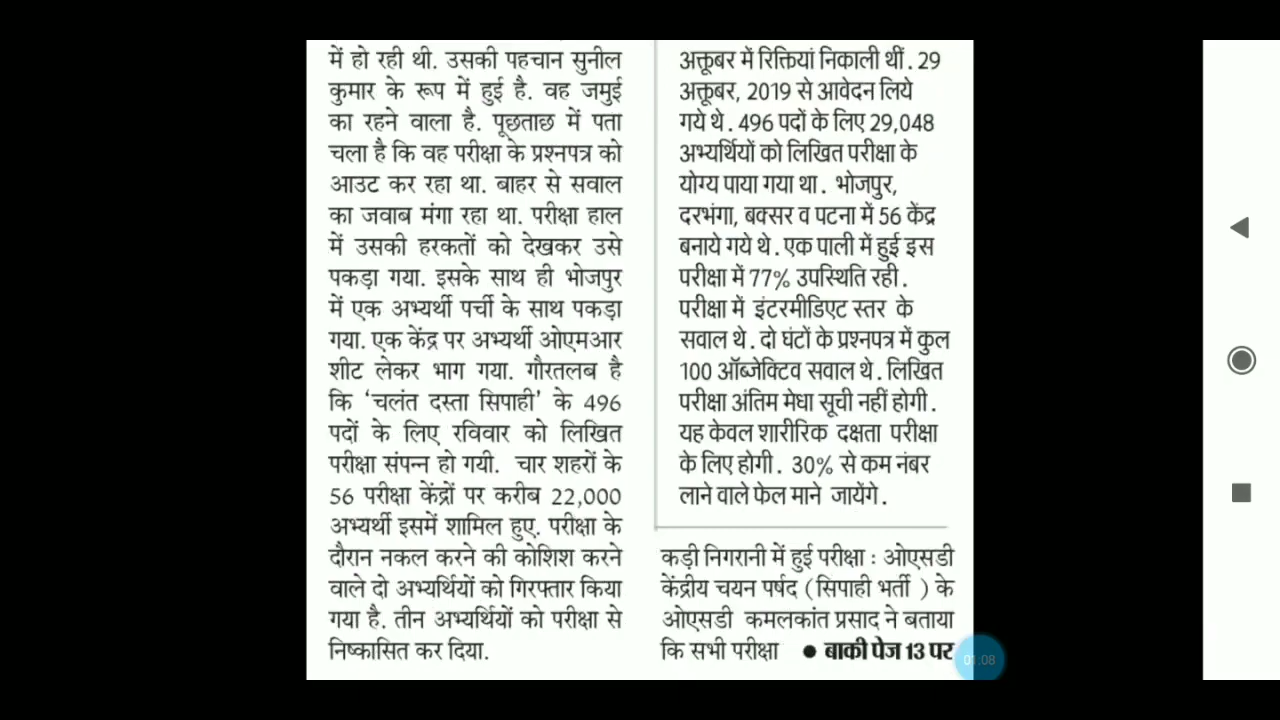 में हो रही थी. उसकी पहचान सुनील
कुमार के रूप में हुई है. वह जमुई
का रहने वाला है. पूछताछ में पता
चला है कि वह परीक्षा के प्रश्नपत्र को
आउट कर रहा था. बाहर से सवाल
का जवाब मंगा रहा था. परीक्षा हाल
में उसकी हरकतों को देखकर उसे
पकड़ा गया. इसके साथ ही भोजपुर
में एक अभ्यर्थी पर्ची के साथ पकड़ा
गया. एक केंद्र पर अभ्यर्थी ओएमआर
शीट लेकर भाग गया. गौरतलब है
कि ‘चलंत दस्ता सिपाही’ के 496
पदों के लिए रविवार को लिखित
परीक्षा संपन्न हो गयी. चार शहरों के
56 परीक्षा केंद्रों पर करीब 22,000
अभ्यर्थी इसमें शामिल हुए. परीक्षा के
दौरान नकल करने की कोशिश करने
वाले दो अभ्यर्थियों को गिरफ्तार किया
गया है. तीन अभ्यर्थियों को परीक्षा से
निष्कासित कर दिया.
अक्तूबर में रिक्तियां निकाली थीं. 29
अक्तूबर, 2019 से आवेदन लिये
गये थे. 496 पदों के लिए 29,048
अभ्यर्थियों को लिखित परीक्षा के
योग्य पाया गया था. भोजपुर,
दरभंगा, बक्सर व पटना में 56 केंद्र
बनाये गये थे. एक पाली में हुई इस
परीक्षा में 77% उपस्थिति रही.
परीक्षा में इंटरमीडिएट स्तर के
सवाल थे. दो घंटों के प्रश्नपत्र में कुल
100 ऑब्जेक्टिव सवाल थे. लिखित
परीक्षा अंतिम मेधा सूची नहीं होगी.
यह केवल शारीरिक दक्षता परीक्षा
के लिए होगी. 30% से कम नंबर
लाने वाले फेल माने जायेंगे.
कड़ी निगरानी में हुई परीक्षा : ओएसडी
केंद्रीय चयन पर्षद (सिपाही भर्ती ) के
ओएसडी कमलकांत प्रसाद ने बताया
कि सभी परीक्षा ● बाकी पेज 13 पर
01:08